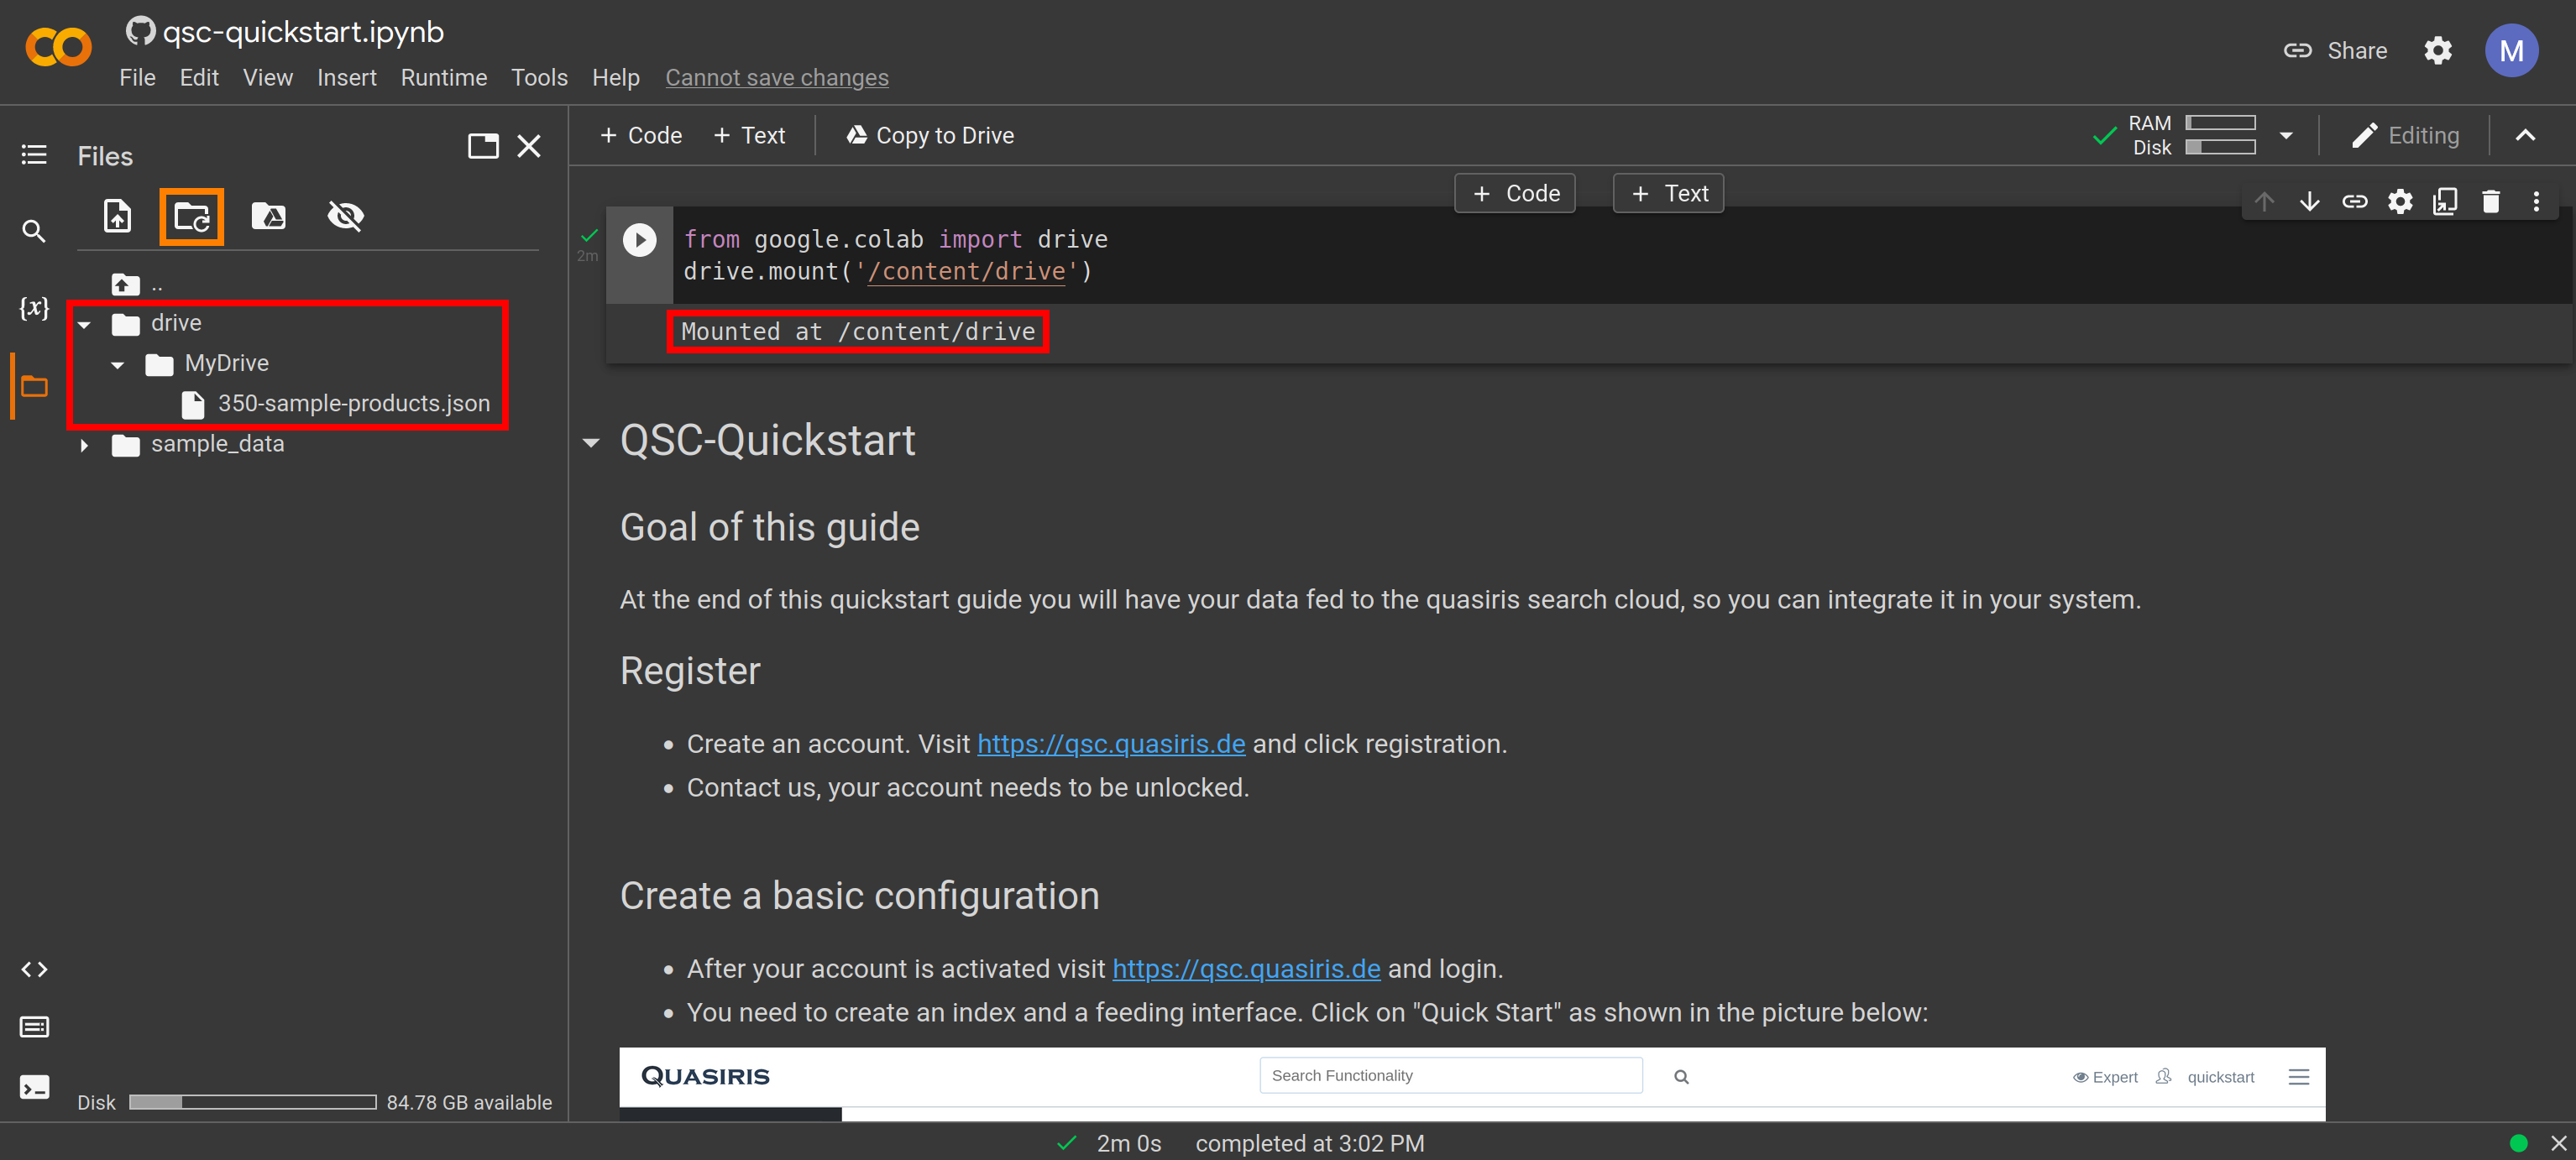 qsc-quickstart.ipynb
File Edit View Insert Runtime Tools Help Cannot save changes
Share
M
Files
..
drive
MyDrive
350-sample-products.json
sample_data
{x}
Disk 84.78 GB available
+ Code + Text Copy to Drive
RAM
Disk
Editing
+ Code + Text
2m
from google.colab import drive
drive.mount('/content/drive')
Mounted at /content/drive
QSC-Quickstart
Goal of this guide
At the end of this quickstart guide you will have your data fed to the quasiris search cloud, so you can integrate it in your system.
Register
• Create an account. Visit https://qsc.quasiris.de and click registration.
• Contact us, your account needs to be unlocked.
Create a basic configuration
• After your account is activated visit https://qsc.quasiris.de and login.
• You need to create an index and a feeding interface. Click on "Quick Start" as shown in the picture below:
QUASIRIS Search Functionality Expert quickstart
2m 0s completed at 3:02 PM